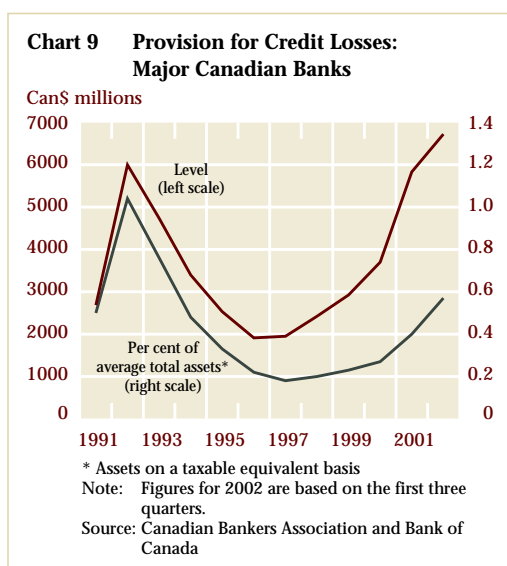 Chart 9 Provision for Credit Losses:
Major Canadian Banks
Can$ millions
7000 1.4
6000 1.2
5000 1.0
4000 0.8
3000 0.6
2000 0.4
1000 0.2
0 0
Level
(left scale)
Per cent of
average total assets*
(right scale)
1991 1993 1995 1997 1999 2001
* Assets on a taxable equivalent basis
Note: Figures for 2002 are based on the first three
quarters.
Source: Canadian Bankers Association and Bank of
Canada